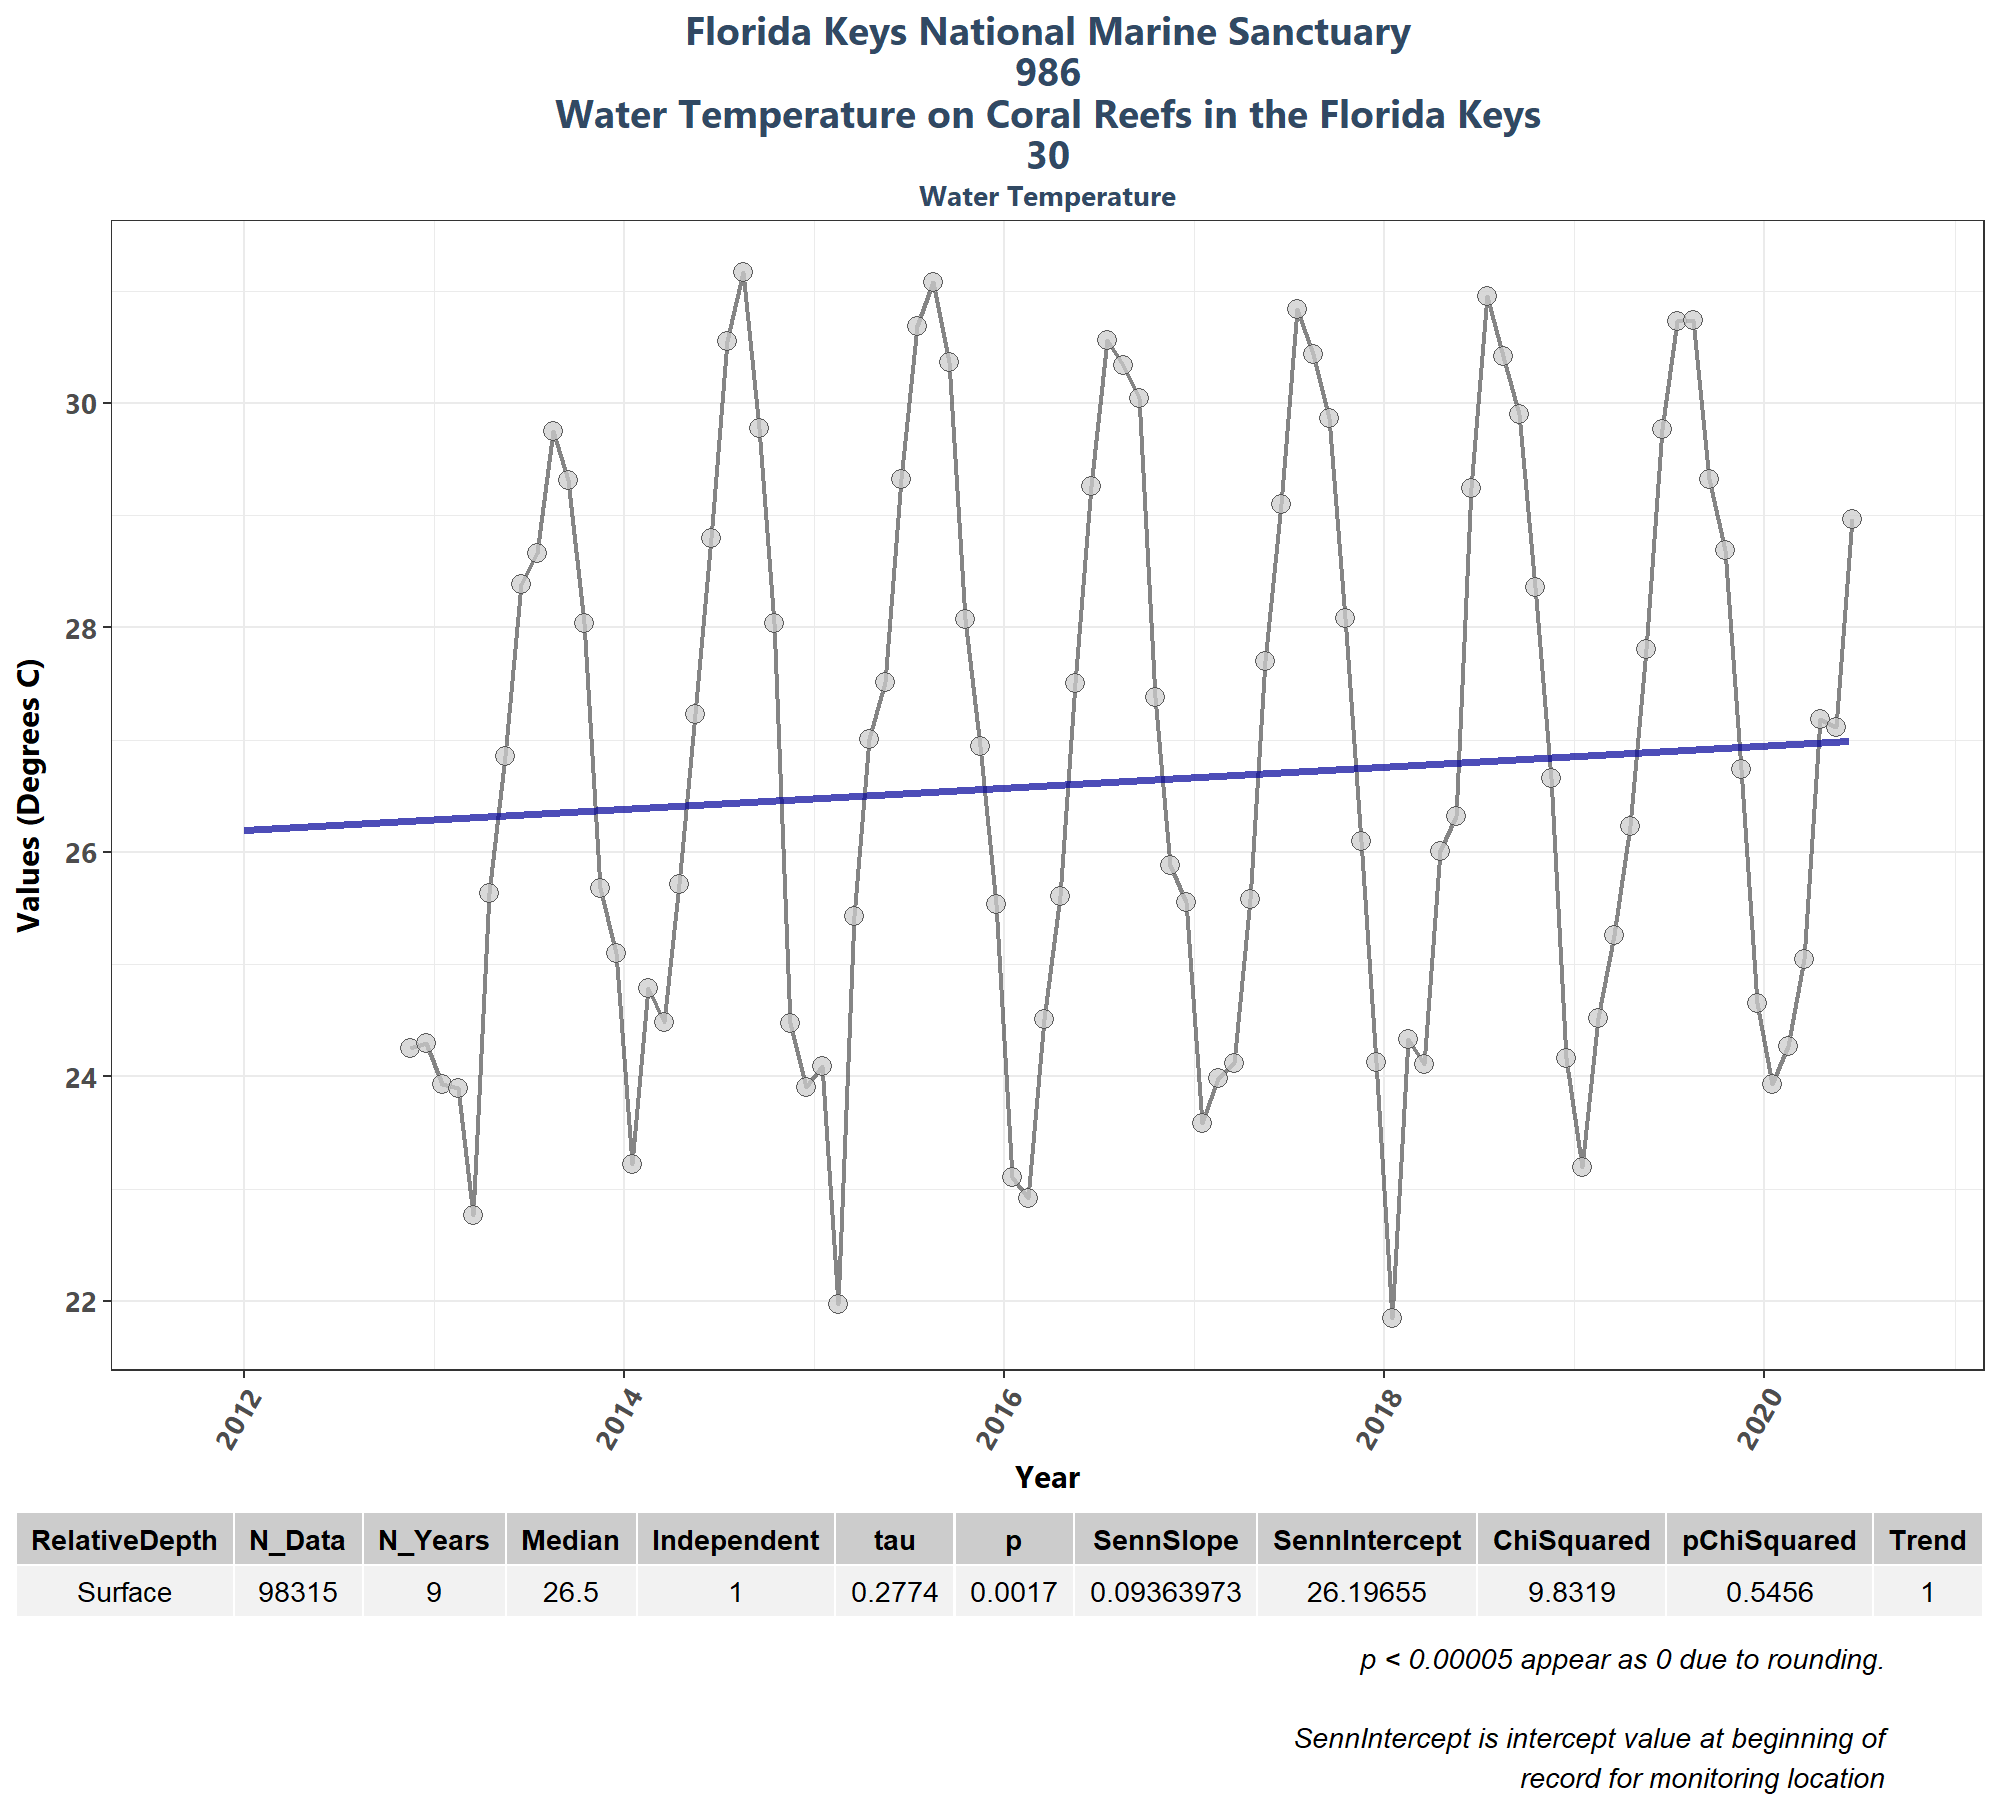 Florida Keys National Marine Sanctuary
986
Water Temperature on Coral Reefs in the Florida Keys
30
Water Temperature
Values (Degrees C)
30
28
26
24
22
2012
2014
2016
2018
2020
Year
RelativeDepth N_Data N_Years Median Independent tau p SennSlope SennIntercept ChiSquared pChiSquared Trend
Surface 98315 9 26.5 1 0.2774 0.0017 0.09363973 26.19655 9.8319 0.5456 1
p < 0.00005 appear as 0 due to rounding.
SennIntercept is intercept value at beginning of
record for monitoring location